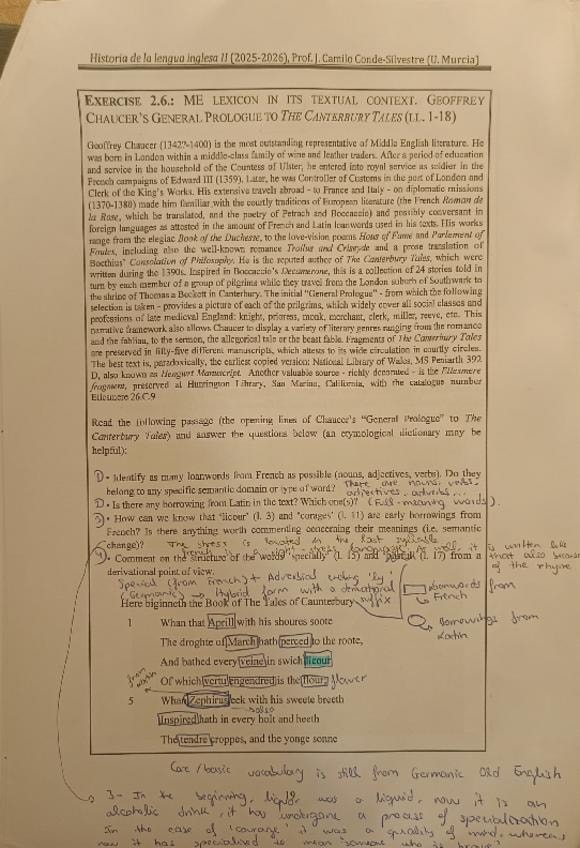 Historia de la lengua inglesa II (2025-2026), Prof. J. Camilo Conde-Silvestre (U. Murcia)
EXERCISE 2.6.: ME LEXICON IN ITS TEXTUAL CONTEXT. GEOFFREY
CHAUCER'S GENERAL PROLOGUE TO THE CANTERBURY TALES (LL. 1-18)
Geoffrey Chaucer (1342?-1400) is the most outstanding representative of Middle English literature. He
was born in London within a middle-class family of wine and leather traders. After a period of education
and service in the household of the Countess of Ulster, he entered into royal service as soldier in the
French campaigns of Edward III (1359). Later, he was Controller of Customs in the port of London and
Clerk of the King's Works. His extensive travels abroad - to France and Italy - on diplomatic missions
(1370-1380) made him familiar with the courtly traditions of European literature (the French Roman de
la Rose, which he translated, and the poetry of Petrach and Boccaccio) and possibly conversant in
foreign languages as attested in the amount of French and Latin loanwords used in his texts. His works
range from the elegiac Book of the Duchesse, to the love-vision poems Hous of Fame and Parlement of
Foules, including also the well-known romance Troilus and Criseyde and a prose translation of
Boethius' Consolation of Philosophy. He is the reputed author of The Canterbury Tales, which were
written during the 1390s. Inspired in Boccaccio's Decamerone, this is a collection of 24 stories told in
turn by each member of a group of pilgrims while they travel from the London suburb of Southwark to
the shrine of Thomas a Beckett in Canterbury. The initial "General Prologue" - from which the following
selection is taken - provides a picture of each of the pilgrims, which widely cover all social classes and
professions of late medieval England: knight, prioress, monk, merchant, clerk, miller, reeve, etc. This
narrative framework also allows Chaucer to display a variety of literary genres ranging from the romance
and the fabliau, to the sermon, the allegorical tale or the beast fable. Fragments of The Canterbury Tales
are preserved in fifty-five different manuscripts, which attests to its wide circulation in courtly circles.
The best text is, paradoxically, the earliest copied version: National Library of Wales, MS Peniarth 392
D, also known as Hengwrt Manuscript. Another valuable source - richly decorated - is the Ellesmere
fragment, preserved at Huntington Library, San Marino, California, with the catalogue number
Ellesmere 26.C.9
Read the following passage (the opening lines of Chaucer's "General Prologue" to The
Canterbury Tales) and answer the questions below (an etymological dictionary may be
helpful):
1) • Identify as many loanwords from French as possible (nouns, adjectives, verbs). Do they
belong to any specific semantic domain or type of word? There are nouns, verbs,
adjectives, adverbs...
2) • Is there any borrowing from Latin in the text? Which one(s)? (Full-meaning words).
3) • How can we know that 'licour' (l. 3) and 'corages' (l. 11) are early borrowings from
French? Is there anything worth commenting concerning their meanings (i.e. semantic
change)? The stress is located in the last syllable
it is written like
that also because
of the rhyme
4) • Comment on the structure of the words 'specially' (l. 15) and (l. 17) from a
derivational point of view.
Special (from French) + Adverbial ending 'ly'
(Germanic) → Hybrid form with a derivational
suffix
Here biginneth the Book of The Tales of Caunterbury
borrowings from
French
Borrowings from
Latin
1 Whan that Aprill with his shoures soote
The droghte of March hath perced to the roote,
And bathed every veine in swich licour
from Latin
Of which vertu engendred is the flour; flower
5 Whan Zephirus eek with his sweete breeth
also
Inspired hath in every holt and heeth
The tendre croppes, and the yonge sonne
Core/basic vocabulary is still from Germanic Old English
3- In the beginning, liquor was a liquid, now it is an
alcoholic drink, it has undergone a process of specialization
In the case of 'courage' it was a quality of mind, whereas
now it has specialised to mean 'someone who is brave'